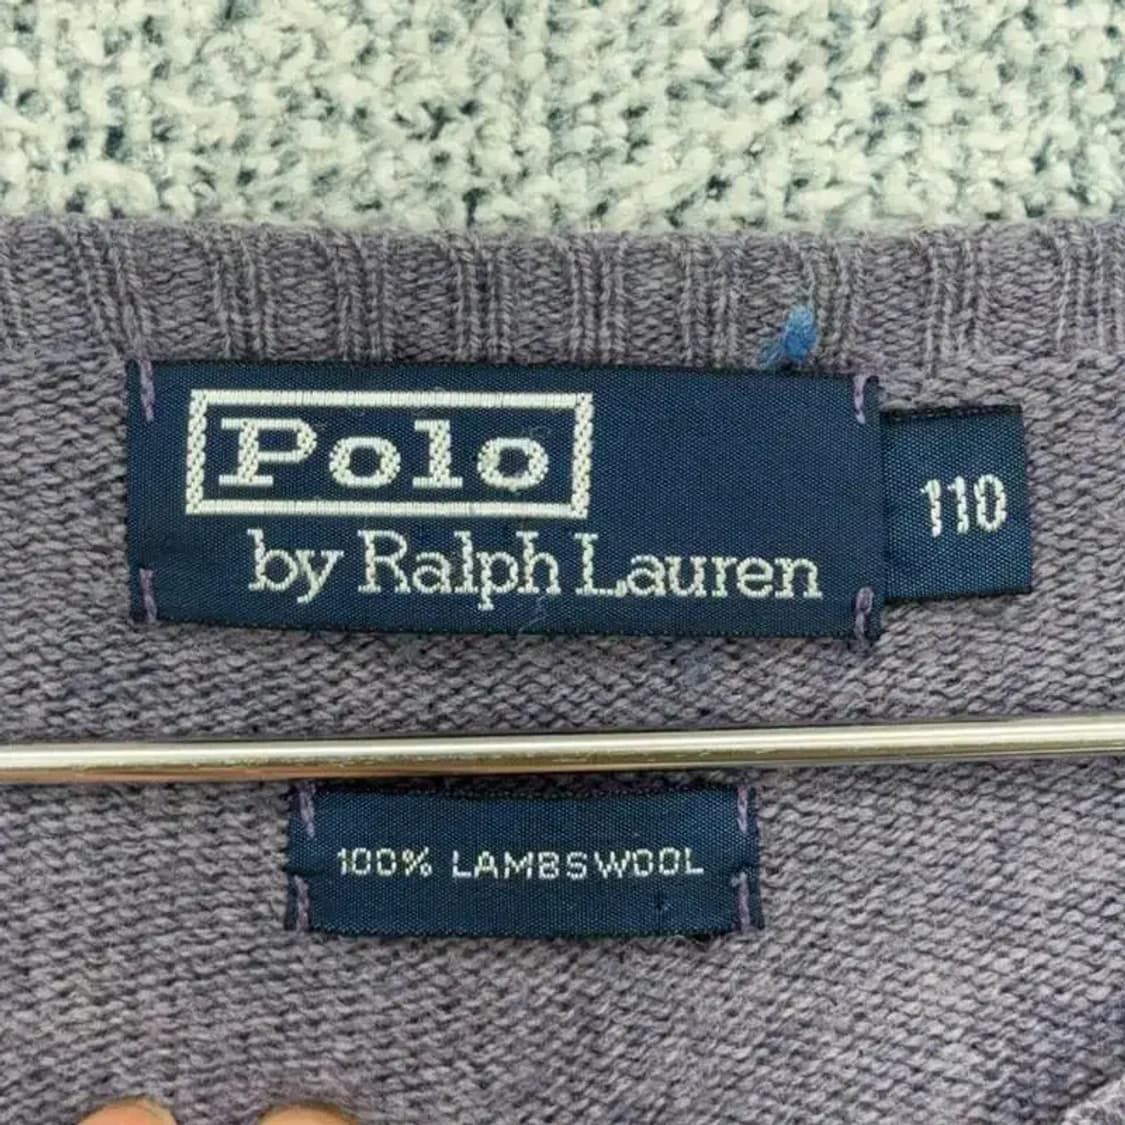 Polo
by Ralph Lauren
110
100% LAMBSWOOL